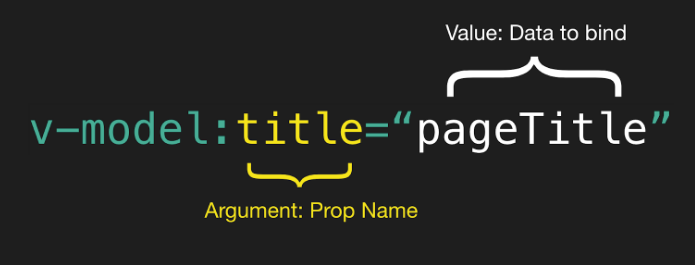 Value: Data to bind
v-model:title=“pageTitle”
Argument: Prop Name